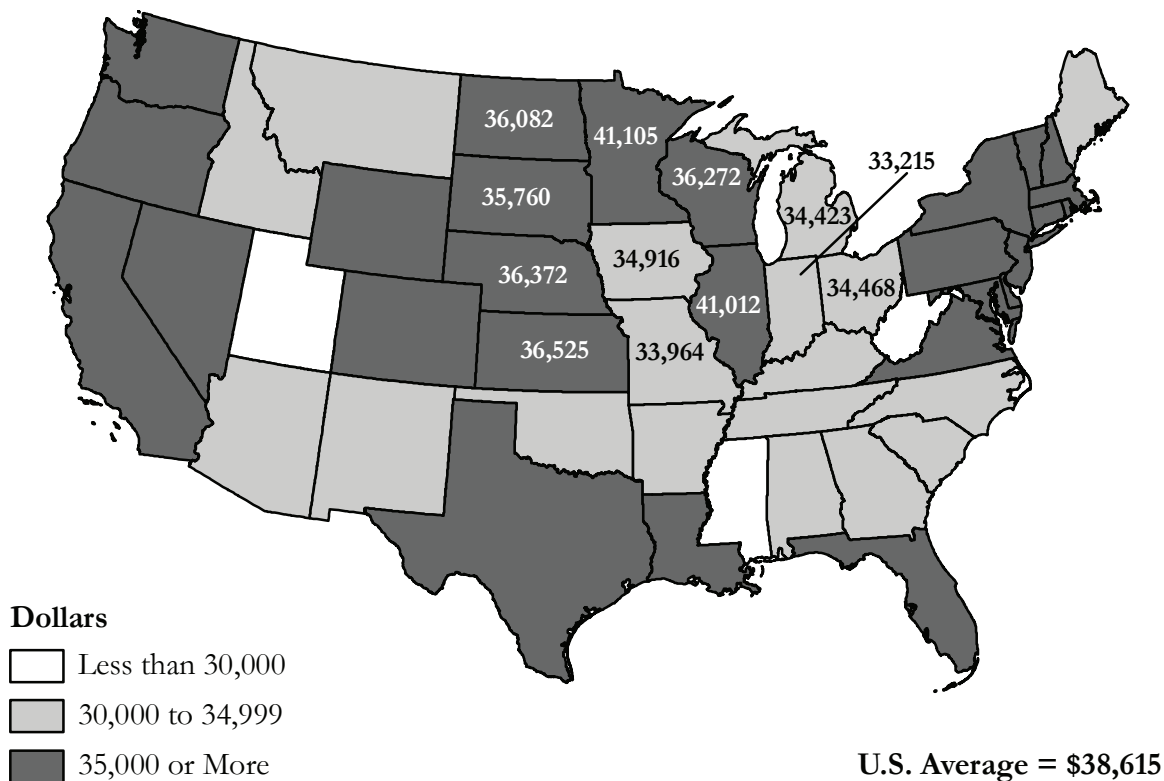 36,082
41,105
33,215
36,272
35,760
34,423
34,916
36,372
34,468
41,012
36,525
33,964
Dollars
Less than 30,000
30,000 to 34,999
35,000 or More
U.S. Average = $38,615